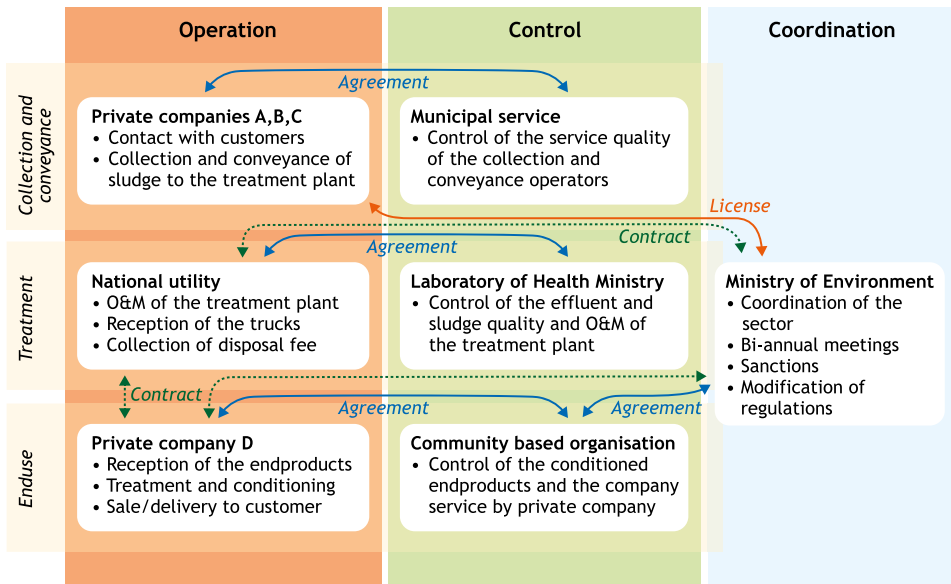 Operation
Control
Coordination
Collection and
conveyance
Agreement
Private companies A,B,C
• Contact with customers
• Collection and conveyance of
sludge to the treatment plant
Municipal service
• Control of the service quality
of the collection and
conveyance operators
License
Contract
Treatment
Agreement
National utility
• O&M of the treatment plant
• Reception of the trucks
• Collection of disposal fee
Laboratory of Health Ministry
• Control of the effluent and
sludge quality and O&M of
the treatment plant
Ministry of Environment
• Coordination of the
sector
• Bi-annual meetings
• Sanctions
• Modification of
regulations
Contract
Enduse
Agreement
Agreement
Private company D
• Reception of the endproducts
• Treatment and conditioning
• Sale/delivery to customer
Community based organisation
• Control of the conditioned
endproducts and the company
service by private company